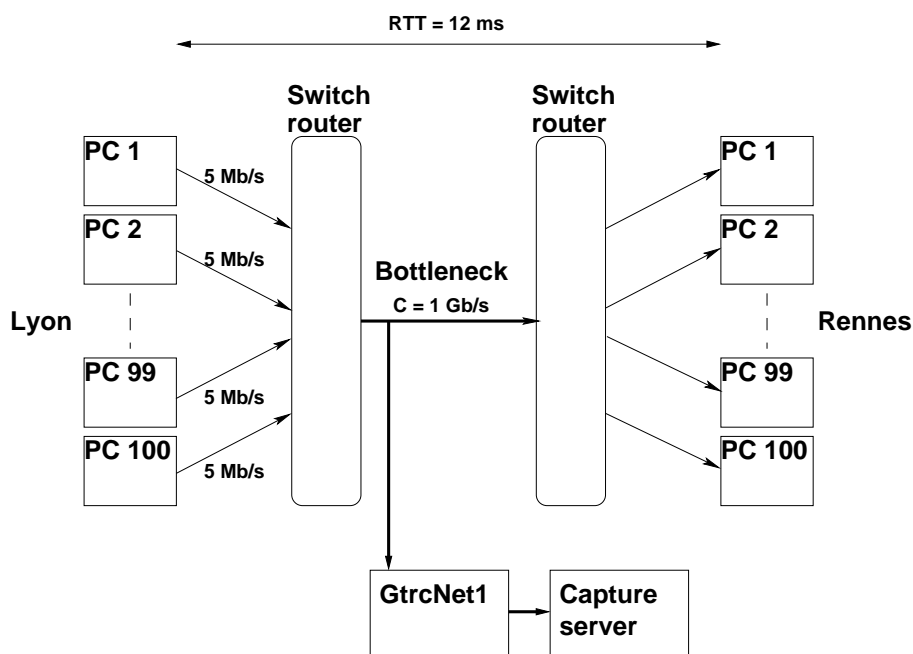 RTT = 12 ms
Switch
router
Switch
router
PC 1
5 Mb/s
PC 1
PC 2
5 Mb/s
PC 2
Bottleneck
C = 1 Gb/s
Lyon
Rennes
PC 99
5 Mb/s
PC 99
PC 100
5 Mb/s
PC 100
GtrcNet1
Capture
server